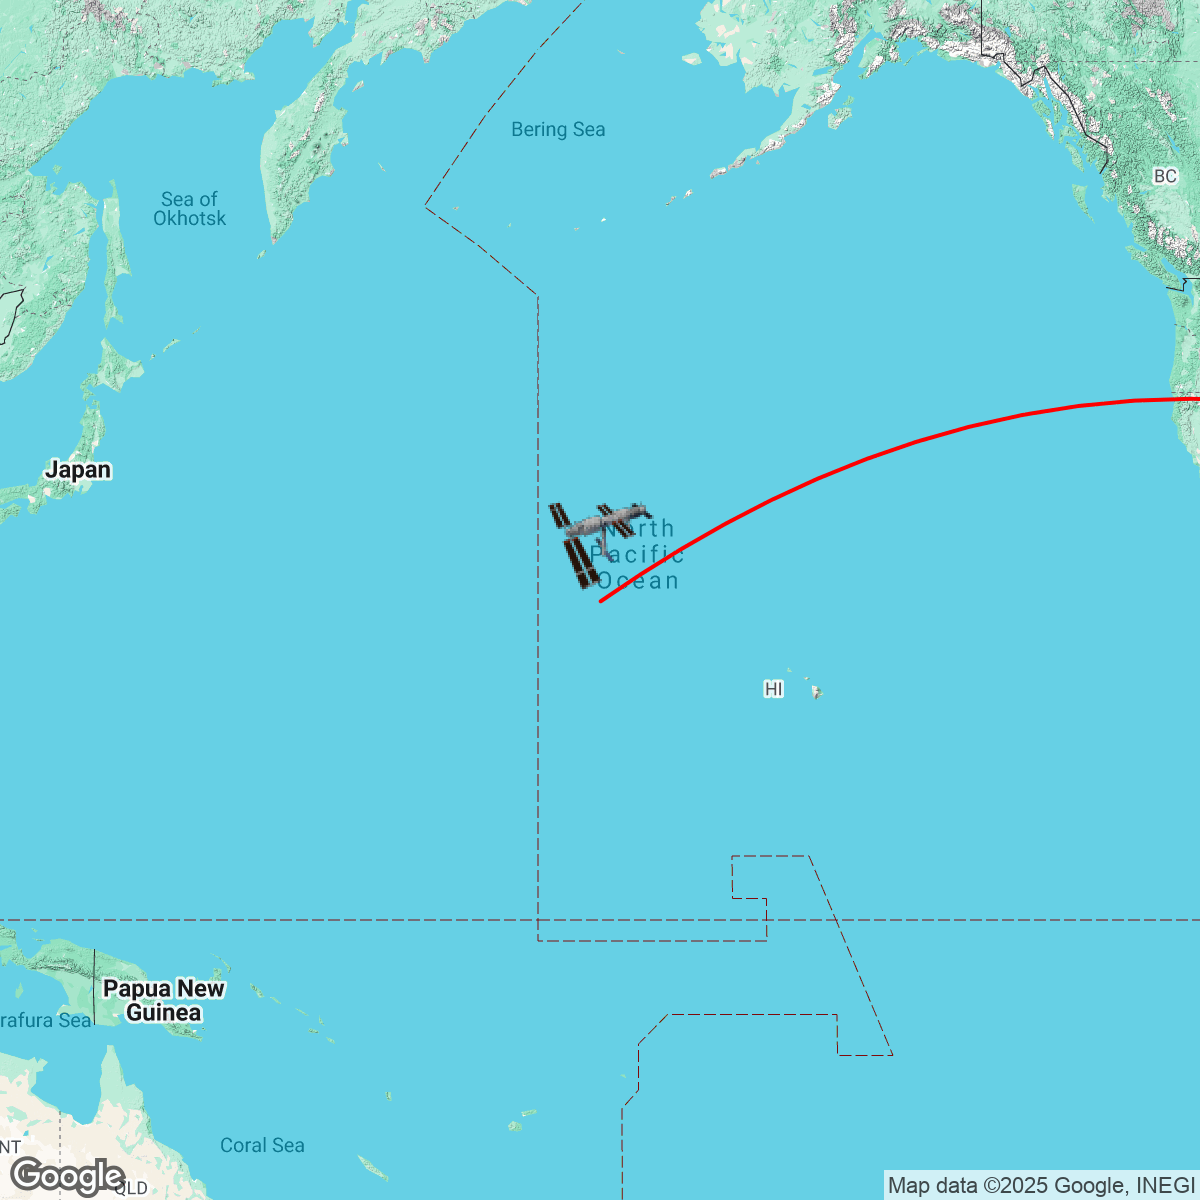 Bering Sea
BC
Sea of
Okhotsk
Japan
North
Pacific
Ocean
HI
Papua New
Guinea
rafura Sea
Coral Sea
NT
QLD
Google
Map data ©2025 Google, INEGI